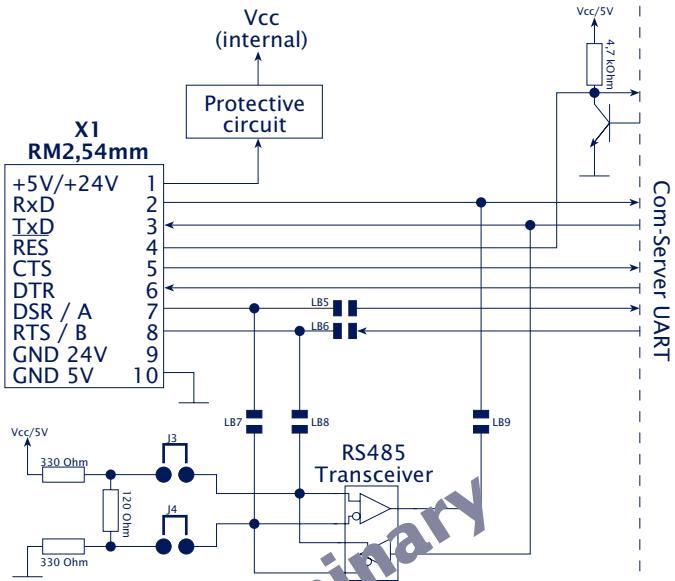 Vcc
(internal)
Vcc/5V
4,7 kOhm
Protective
circuit
X1
RM2,54mm
+5V/+24V 1
RxD 2
TxD 3
RES 4
CTS 5
DTR 6
DSR / A 7
RTS / B 8
GND 24V 9
GND 5V 10
Com-Server UART
LB5
LB6
LB7
LB8
LB9
RS485
Transceiver
Vcc/5V
330 Ohm
J3
120 Ohm
J4
330 Ohm
inary